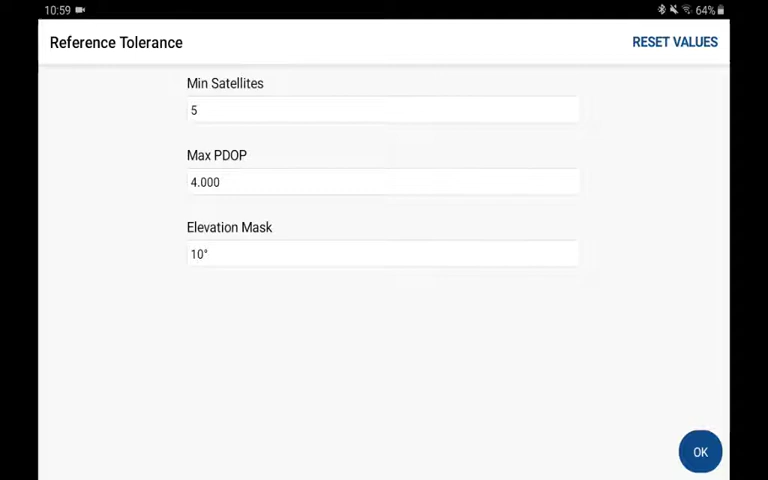 10:59 64%
Reference Tolerance RESET VALUES
Min Satellites
5
Max PDOP
4.000
Elevation Mask
10°
OK